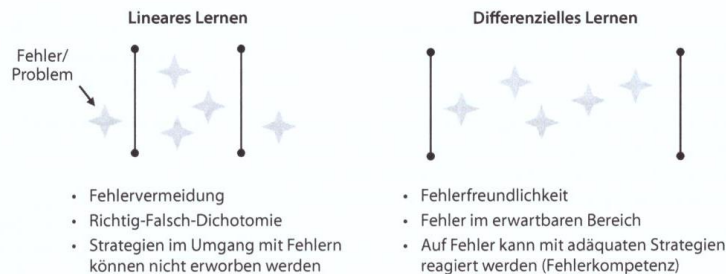 Lineares Lernen
Fehler/
Problem
• Fehlervermeidung
• Richtig-Falsch-Dichotomie
• Strategien im Umgang mit Fehlern
können nicht erworben werden
Differenzielles Lernen
• Fehlerfreundlichkeit
• Fehler im erwartbaren Bereich
• Auf Fehler kann mit adäquaten Strategien
reagiert werden (Fehlerkompetenz)